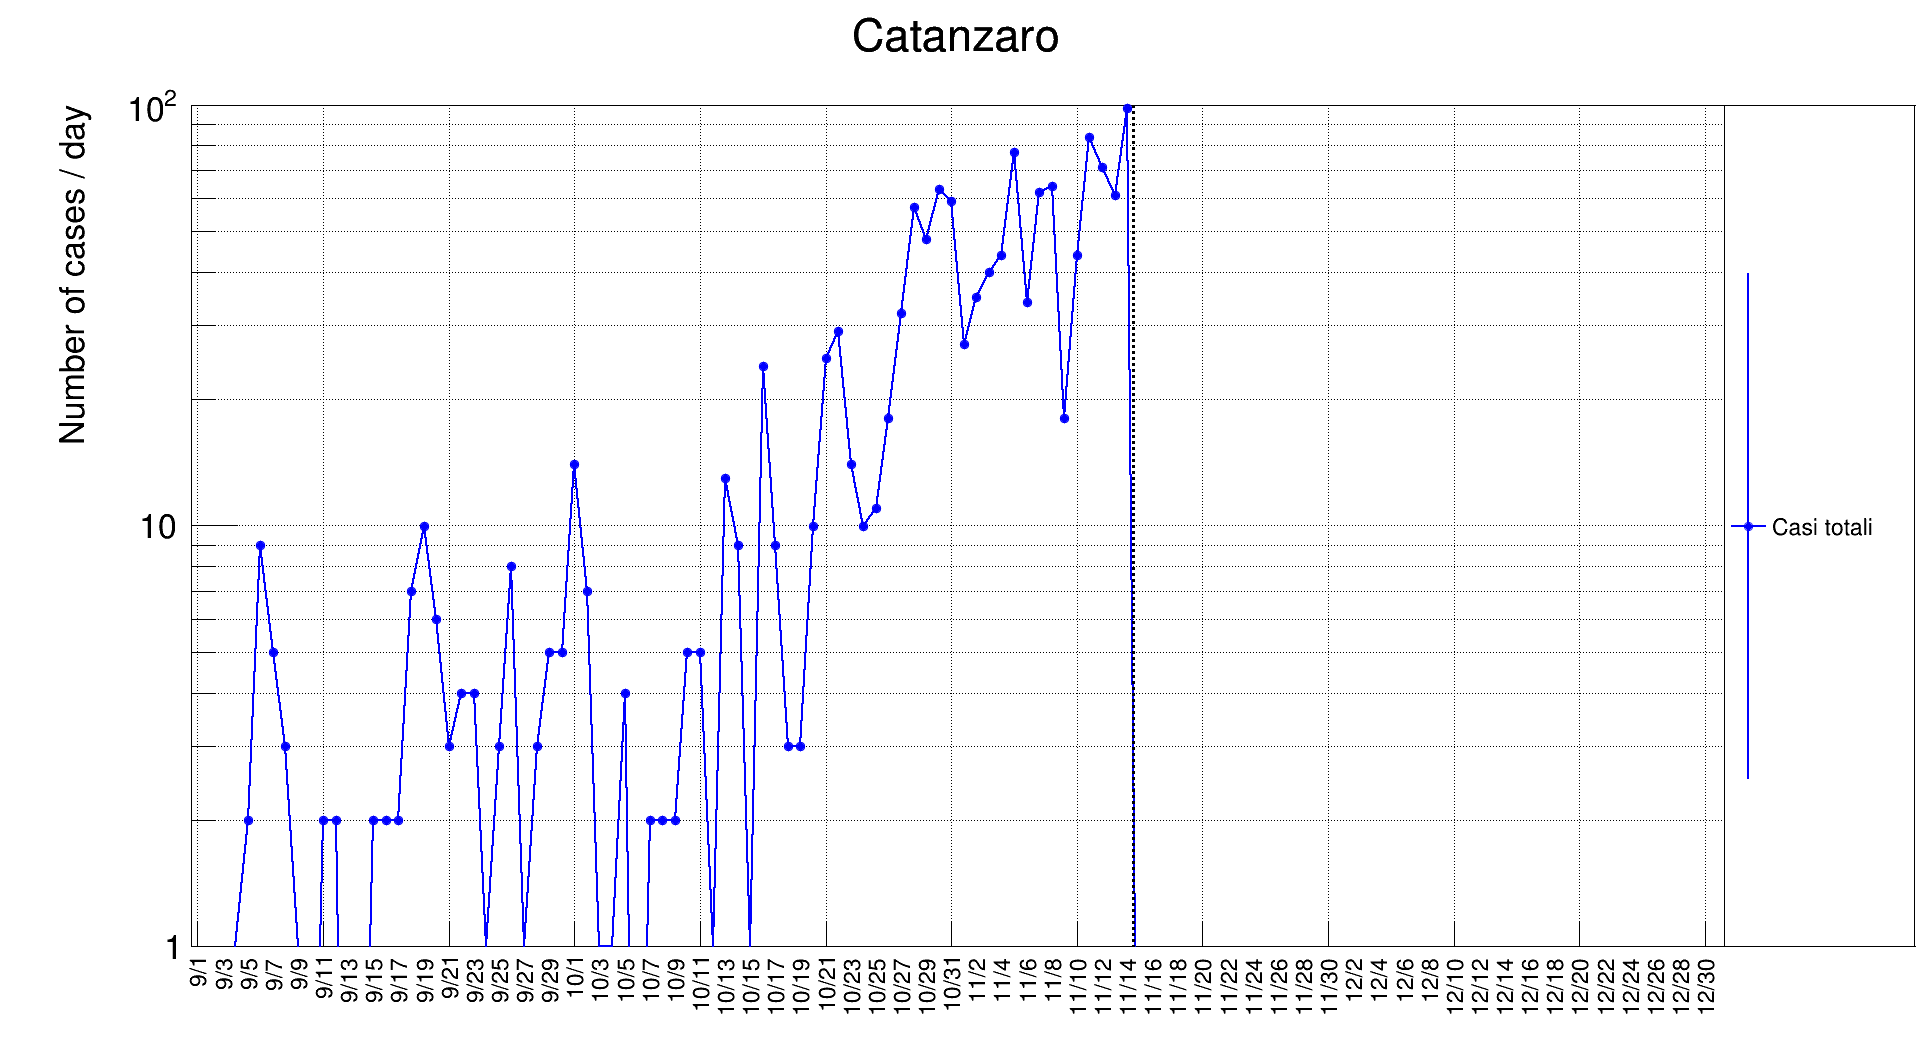 Catanzaro
Number of cases / day
10²
10
1
9/1 9/3 9/5 9/7 9/9 9/11 9/13 9/15 9/17 9/19 9/21 9/23 9/25 9/27 9/29 10/1 10/3 10/5 10/7 10/9 10/11 10/13 10/15 10/17 10/19 10/21 10/23 10/25 10/27 10/29 10/31 11/2 11/4 11/6 11/8 11/10 11/12 11/14 11/16 11/18 11/20 11/22 11/24 11/26 11/28 11/30 12/2 12/4 12/6 12/8 12/10 12/12 12/14 12/16 12/18 12/20 12/22 12/24 12/26 12/28 12/30
Casi totali